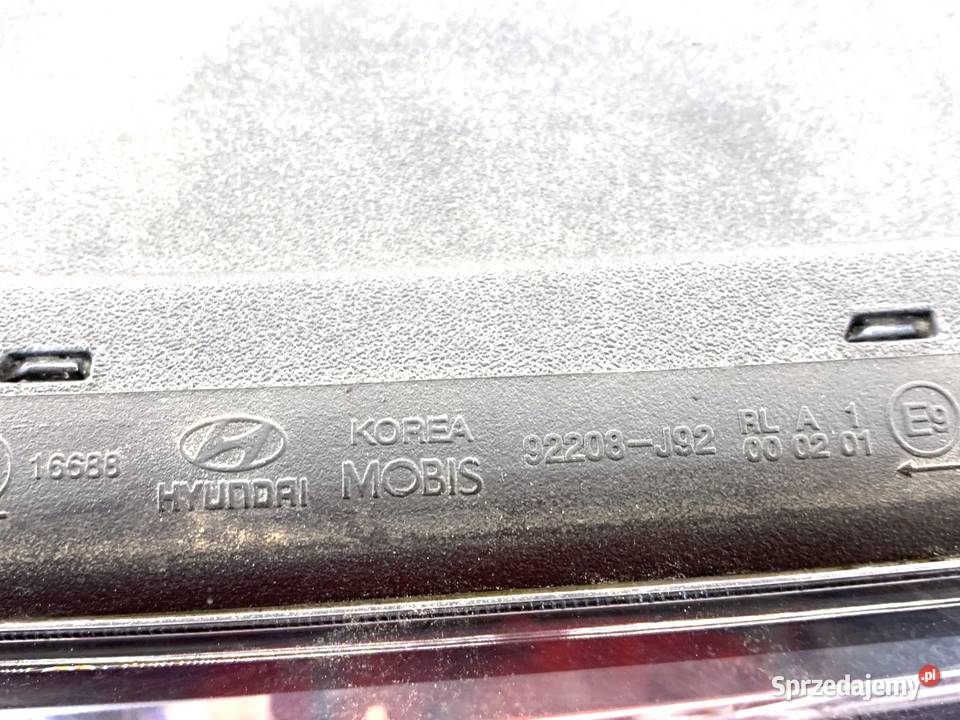 16688
HYUNDAI
KOREA
MOBIS
92208-J92
RL A 1
00 02 01
E9
Sprzedajemy.pl